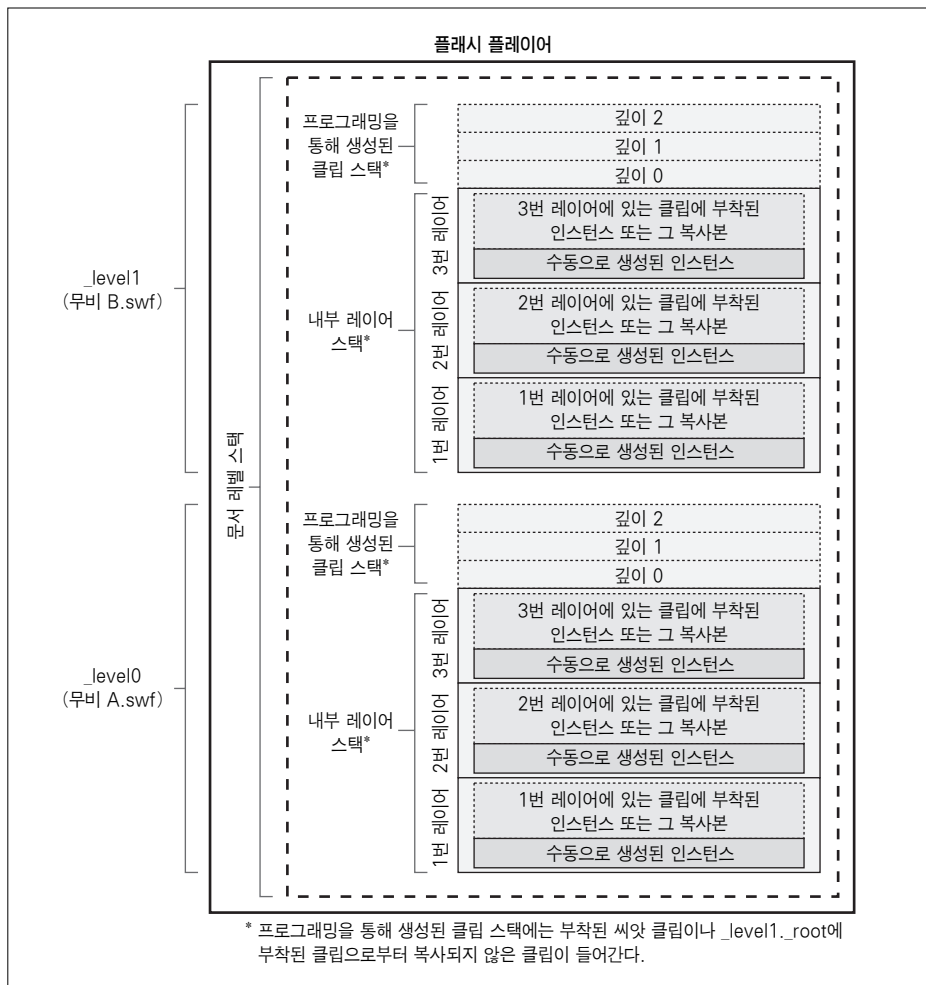 플래시 플레이어
문서 레벨 스택
_level1
(무비 B.swf)
프로그래밍을
통해 생성된
클립 스택*
깊이 2
깊이 1
깊이 0
내부 레이어
스택*
3번 레이어
3번 레이어에 있는 클립에 부착된
인스턴스 또는 그 복사본
수동으로 생성된 인스턴스
2번 레이어
2번 레이어에 있는 클립에 부착된
인스턴스 또는 그 복사본
수동으로 생성된 인스턴스
1번 레이어
1번 레이어에 있는 클립에 부착된
인스턴스 또는 그 복사본
수동으로 생성된 인스턴스
_level0
(무비 A.swf)
프로그래밍을
통해 생성된
클립 스택*
깊이 2
깊이 1
깊이 0
내부 레이어
스택*
3번 레이어
3번 레이어에 있는 클립에 부착된
인스턴스 또는 그 복사본
수동으로 생성된 인스턴스
2번 레이어
2번 레이어에 있는 클립에 부착된
인스턴스 또는 그 복사본
수동으로 생성된 인스턴스
1번 레이어
1번 레이어에 있는 클립에 부착된
인스턴스 또는 그 복사본
수동으로 생성된 인스턴스
* 프로그래밍을 통해 생성된 클립 스택에는 부착된 씨앗 클립이나 _level1._root에
부착된 클립으로부터 복사되지 않은 클립이 들어간다.